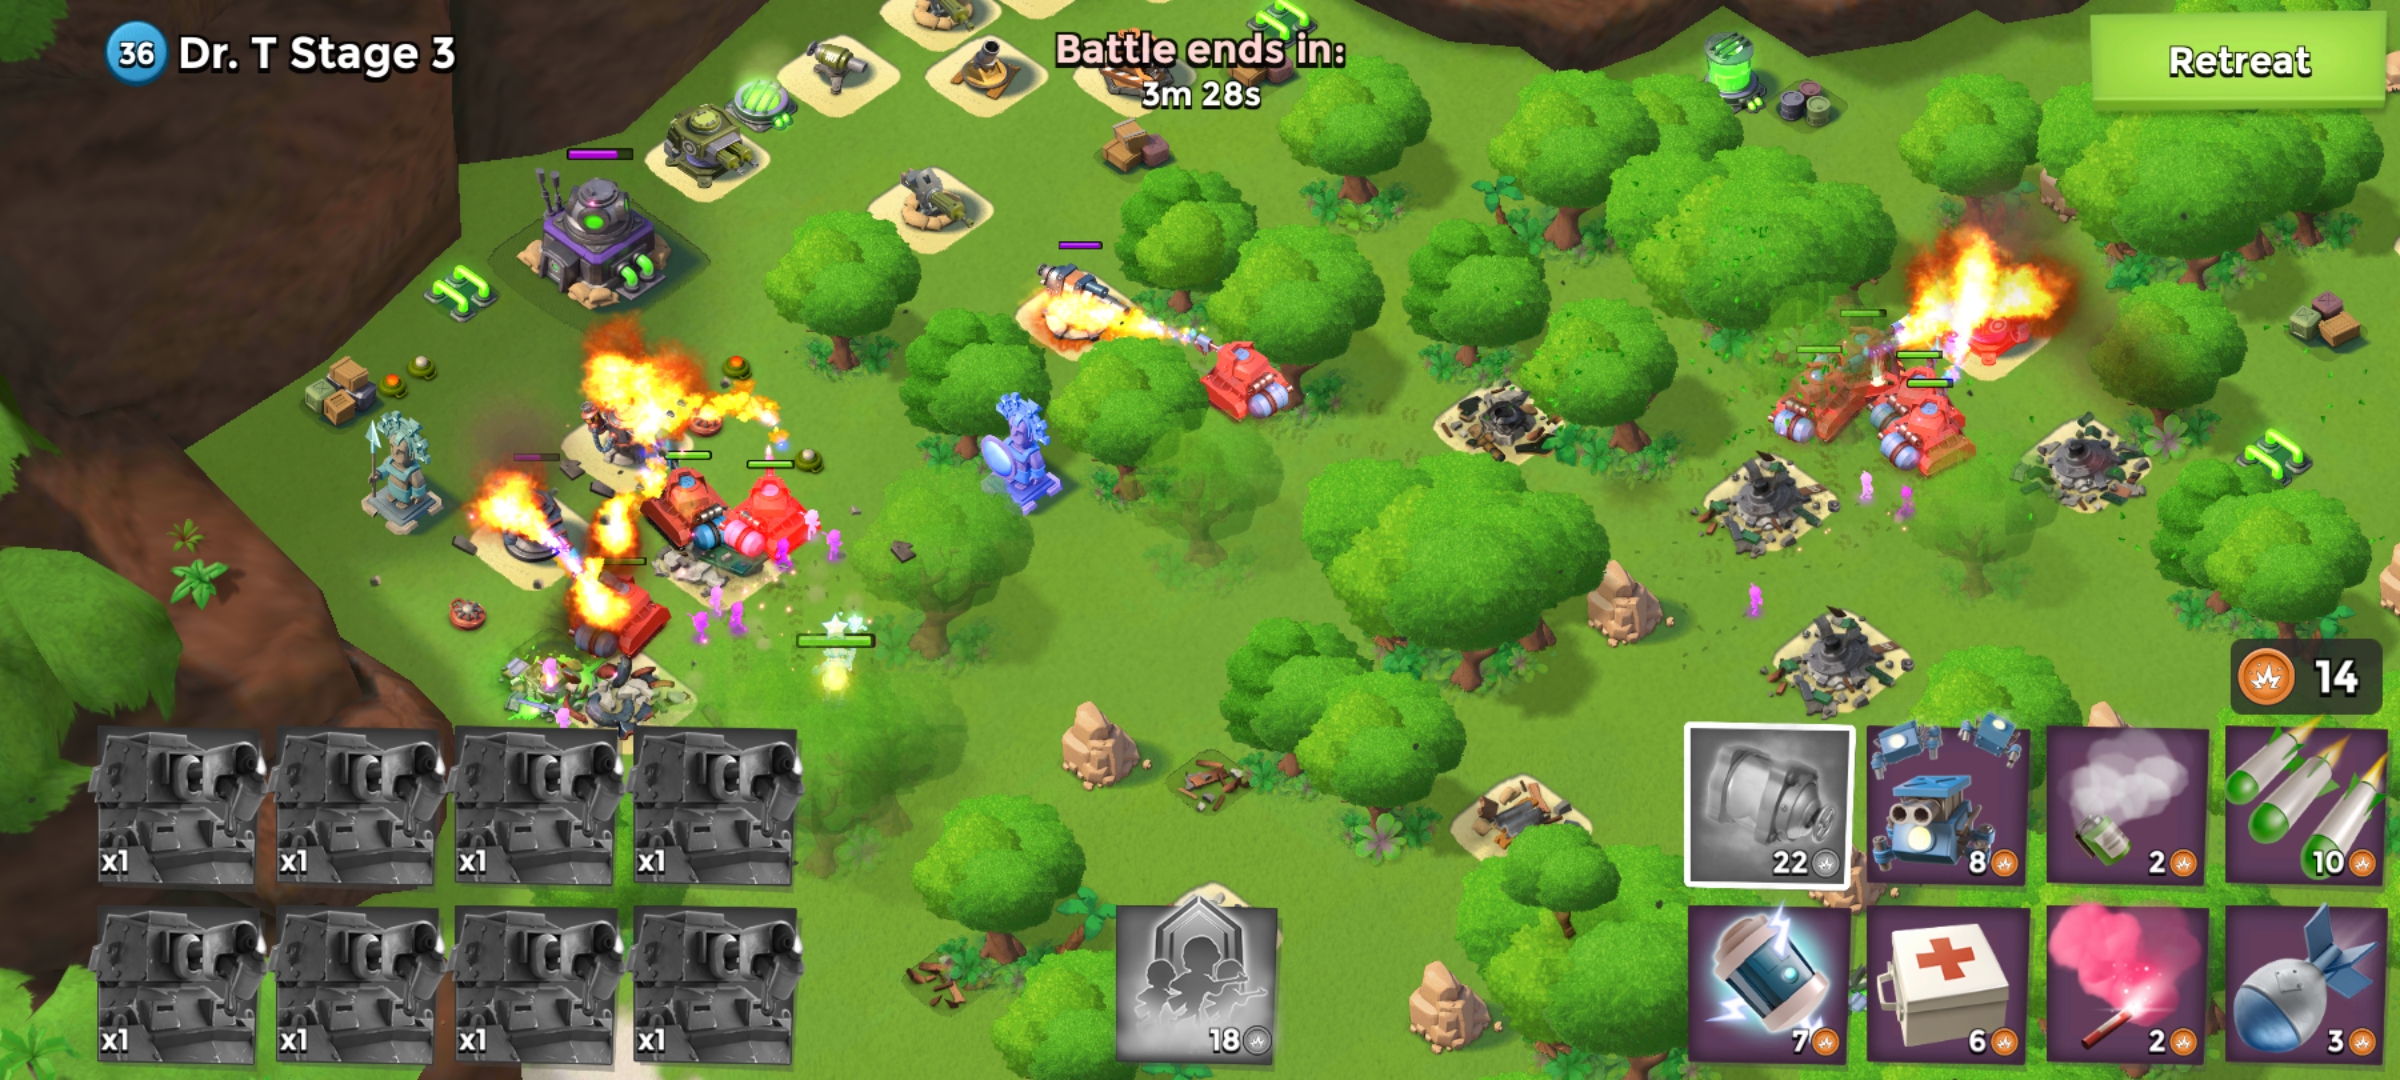 36 Dr. T Stage 3
Battle ends in:
3m 28s
Retreat
14
x1
x1
x1
x1
22
8
2
10
x1
x1
x1
x1
18
7
6
2
3